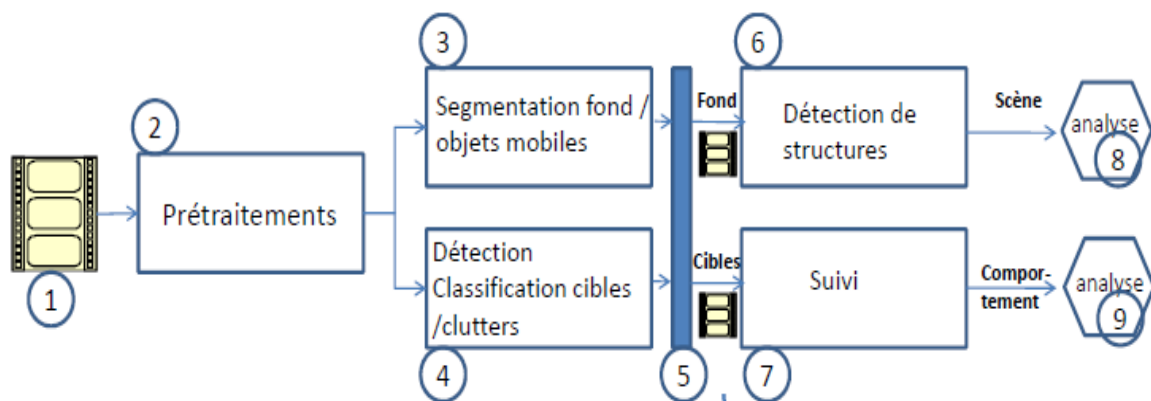 3
6
Segmentation fond /
objets mobiles
Fond
Détection de
structures
Scène
analyse
8
2
Prétraitements
1
Détection
Classification cibles
/clutters
4
5
Cibles
Suivi
7
Compor-
tement
analyse
9